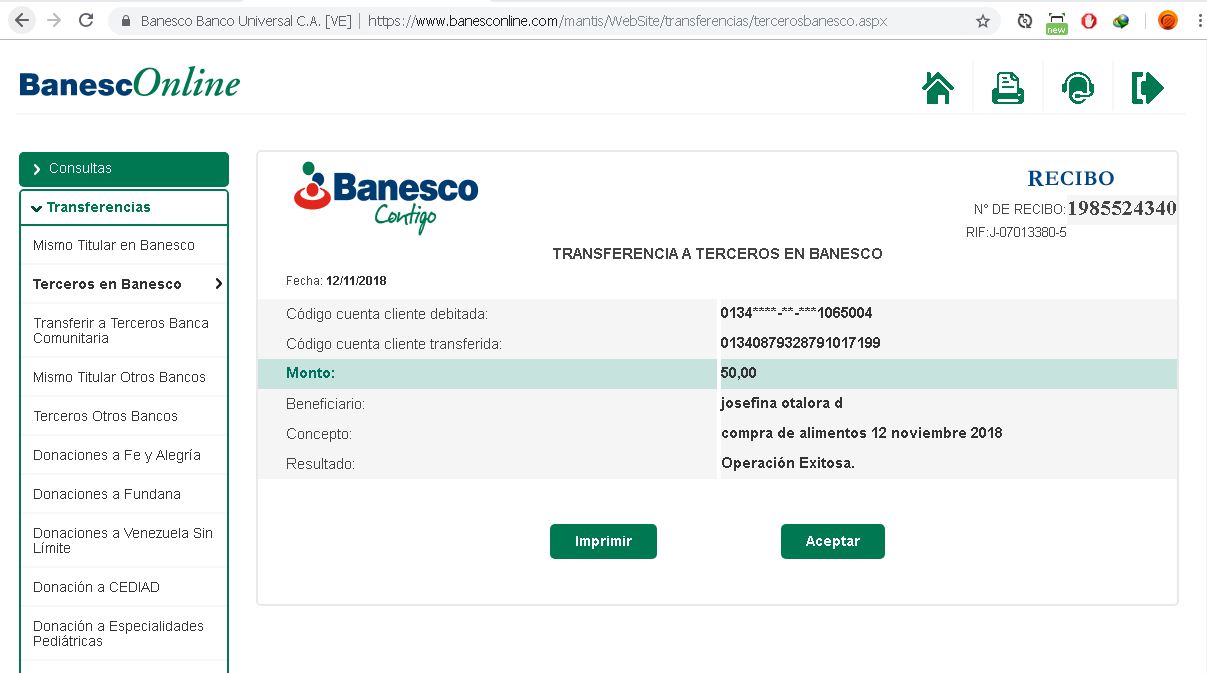 Banesco Banco Universal C.A. [VE] | https://www.banesconline.com/mantis/WebSite/transferencias/tercerosbanesco.aspx
new
BanescOnline
Consultas
Transferencias
Mismo Titular en Banesco
Terceros en Banesco
Transferir a Terceros Banca
Comunitaria
Mismo Titular Otros Bancos
Terceros Otros Bancos
Donaciones a Fe y Alegría
Donaciones a Fundana
Donaciones a Venezuela Sin
Límite
Donación a CEDIAD
Donación a Especialidades
Pediátricas
Banesco
Contigo
RECIBO
N° DE RECIBO: 1985524340
RIF:J-07013380-5
TRANSFERENCIA A TERCEROS EN BANESCO
Fecha: 12/11/2018
Código cuenta cliente debitada: 0134****-**-***1065004
Código cuenta cliente transferida: 01340879328791017199
Monto: 50,00
Beneficiario: josefina otalora d
Concepto: compra de alimentos 12 noviembre 2018
Resultado: Operación Exitosa.
Imprimir Aceptar